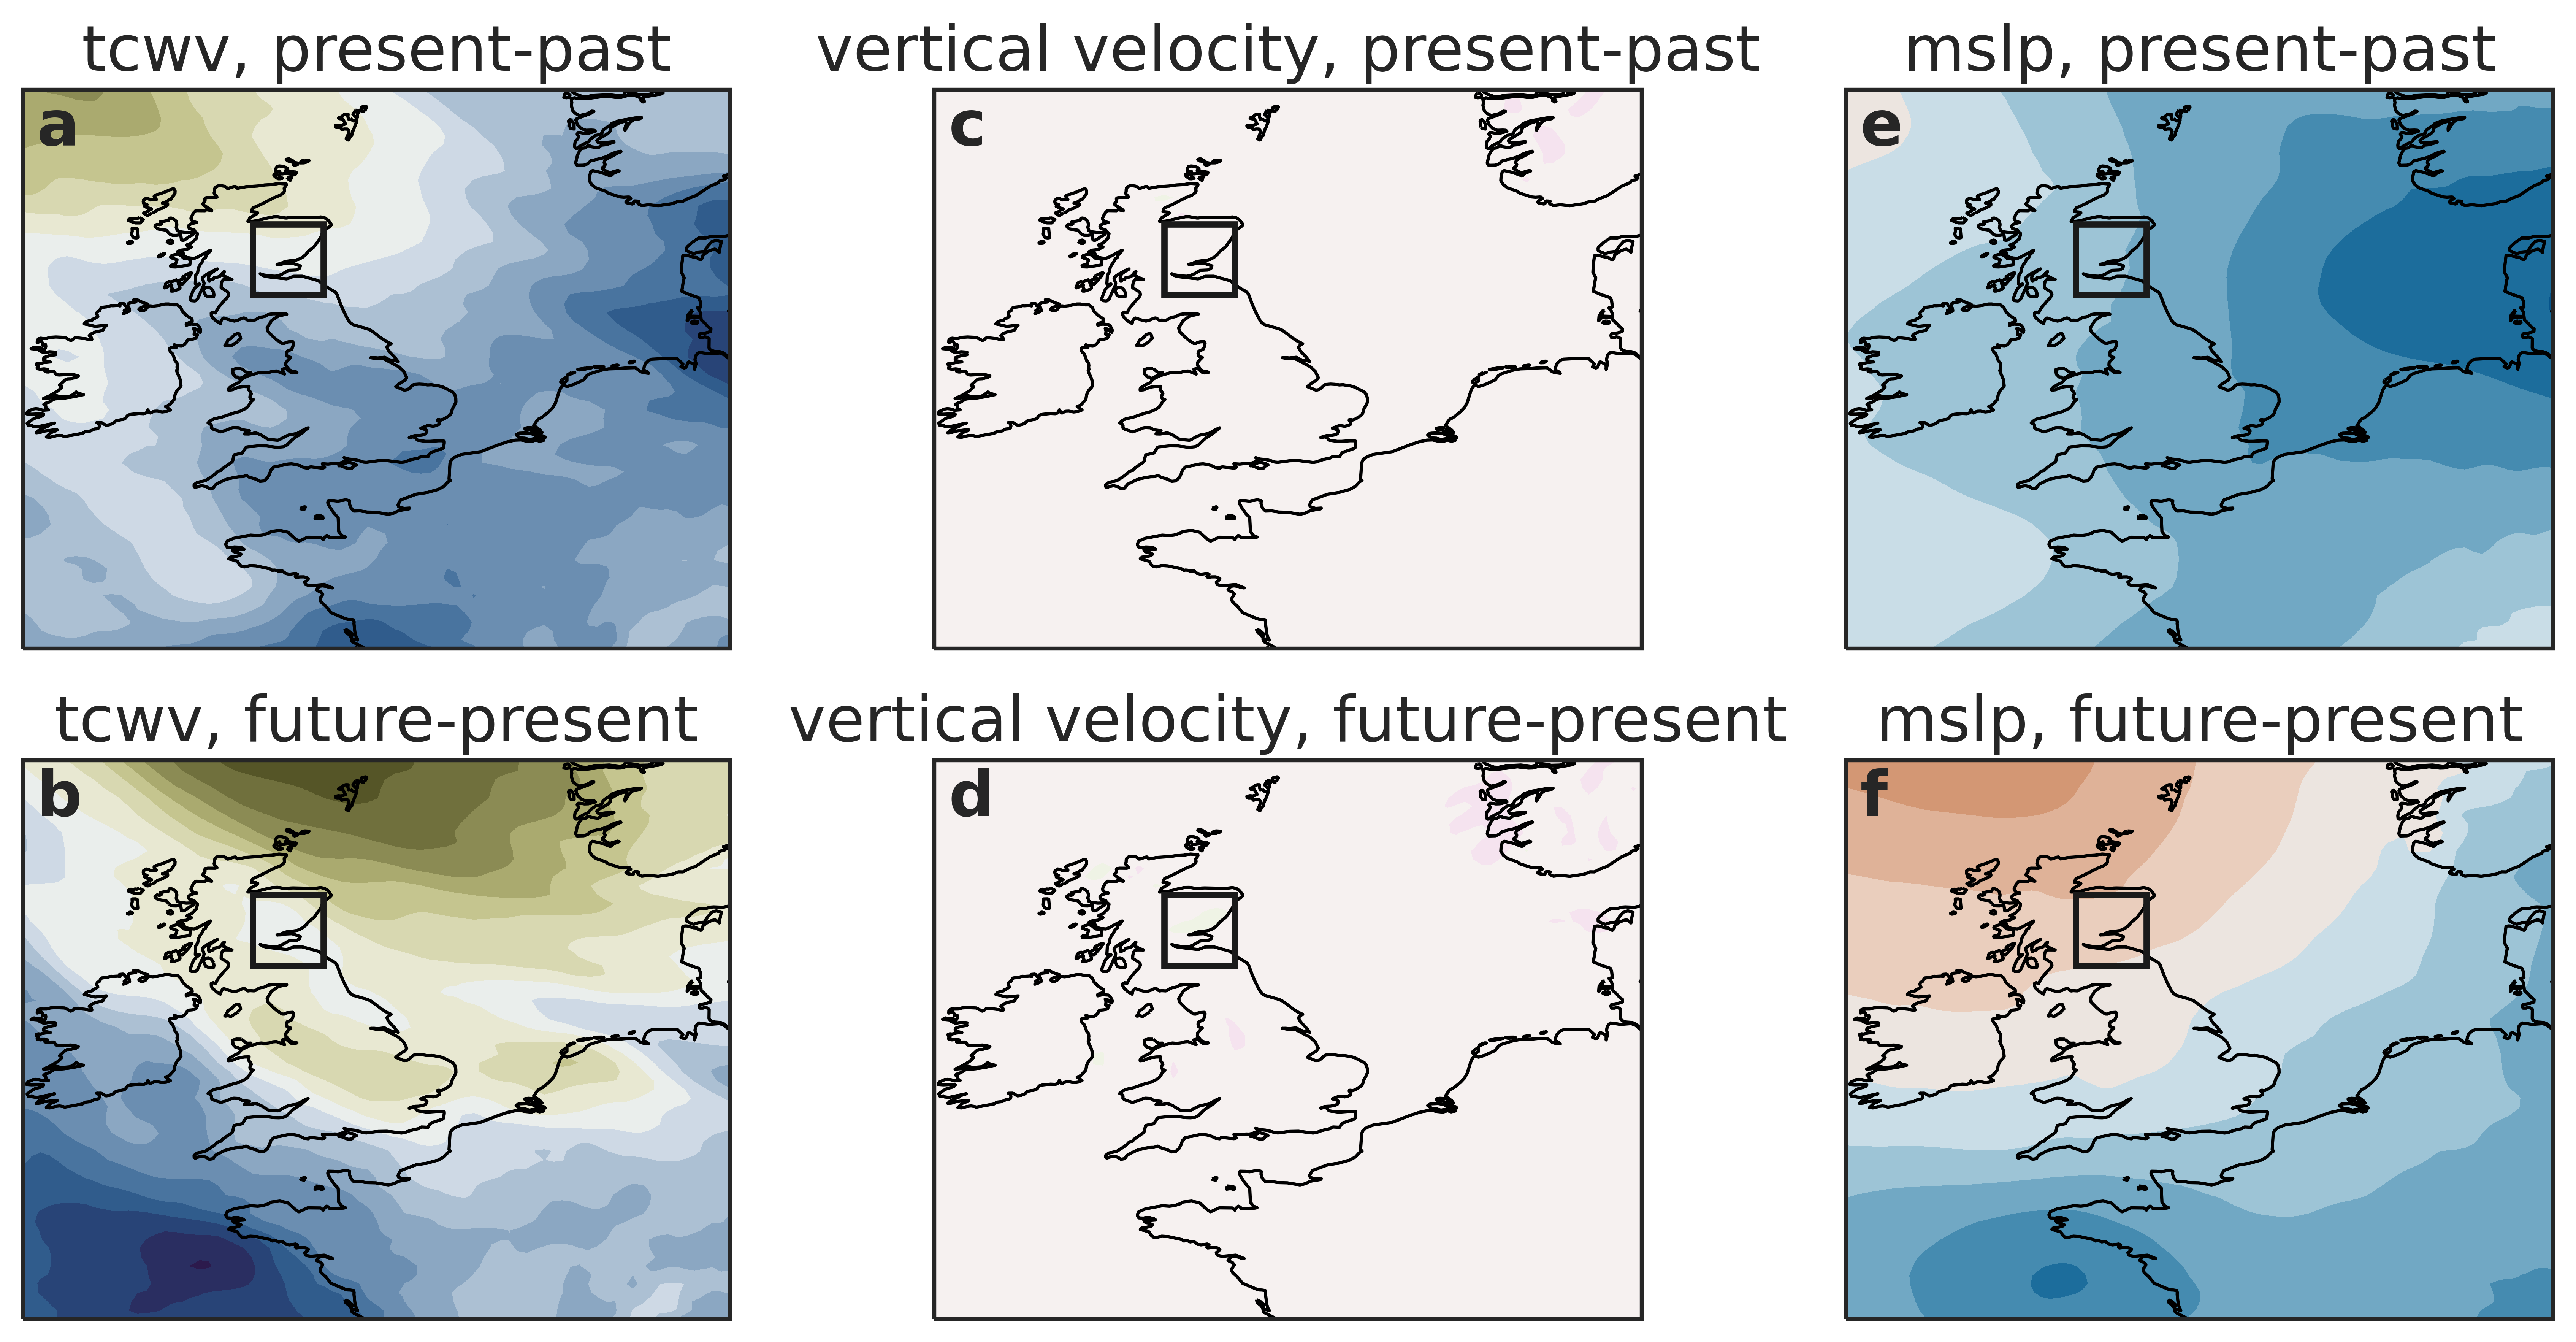 tcwv, present-past
vertical velocity, present-past
mslp, present-past
a
c
e
tcwv, future-present
vertical velocity, future-present
mslp, future-present
b
d
f